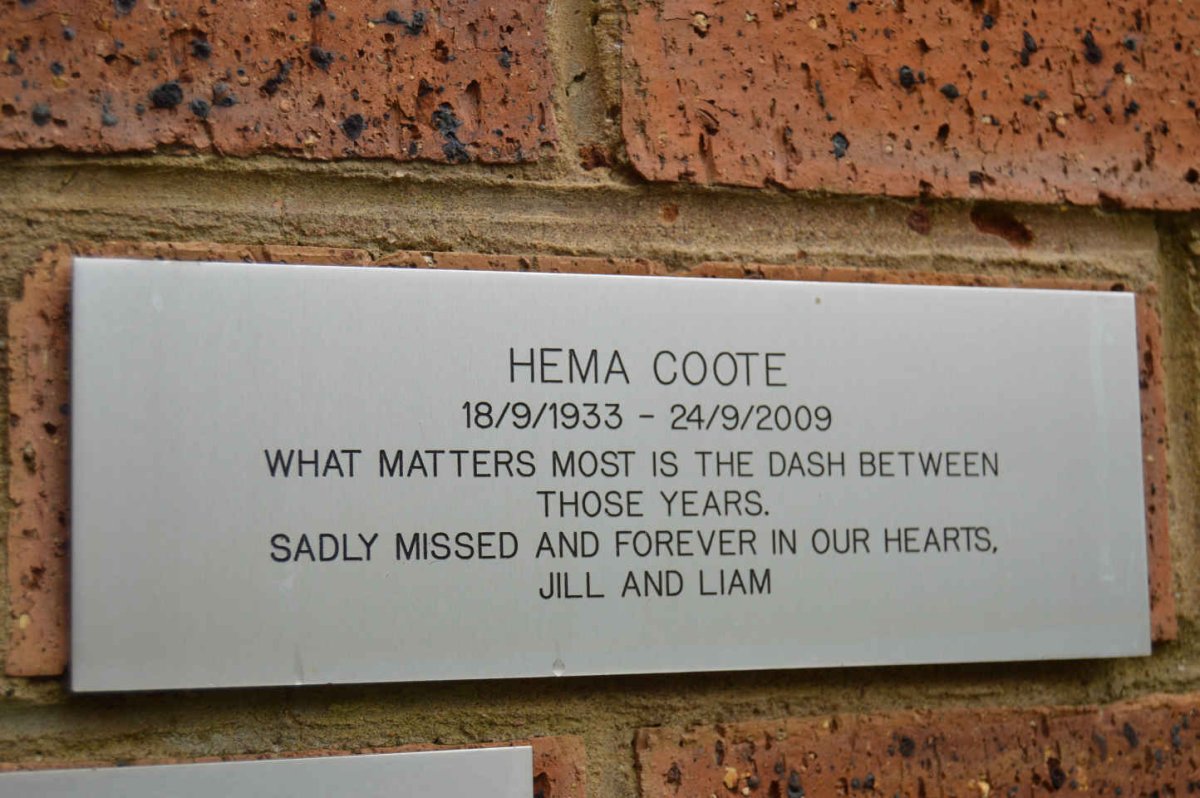 HEMA COOTE
18/9/1933 - 24/9/2009
WHAT MATTERS MOST IS THE DASH BETWEEN
THOSE YEARS.
SADLY MISSED AND FOREVER IN OUR HEARTS,
JILL AND LIAM